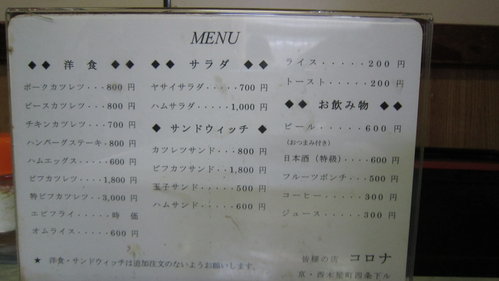 MENU
◆◆ 洋食 ◆◆
ポークカツレツ・・・800 円
ビースカツレツ・・・800 円
チキンカツレツ・・・700 円
ハンバーグステーキ・800 円
ハムエッグス・・・・600 円
ビフカツレツ・・・1,800 円
特ビフカツレツ・・3,000 円
エビフライ・・・・時 価
オムライス・・・・600 円
◆◆ サラダ ◆◆
ヤサイサラダ・・・・700 円
ハムサラダ・・・・1,000 円
◆ サンドウィッチ ◆
カツレツサンド・・・・800 円
ビフカツサンド・・・1,800 円
玉子サンド・・・・・500 円
ハムサンド・・・・・600 円
ライス・・・・・・200 円
トースト・・・・・200 円
◆◆ お飲み物 ◆◆
ビール・・・・・・600 円
(おつまみ付き)
日本酒(特級)・・・・600 円
フルーツポンチ・・・500 円
コーヒー・・・・・300 円
ジュース・・・・・300 円
★ 洋食・サンドウィッチは追加注文のないようお願いします。
皆様の店 コロナ
京・西木屋町四条下ル